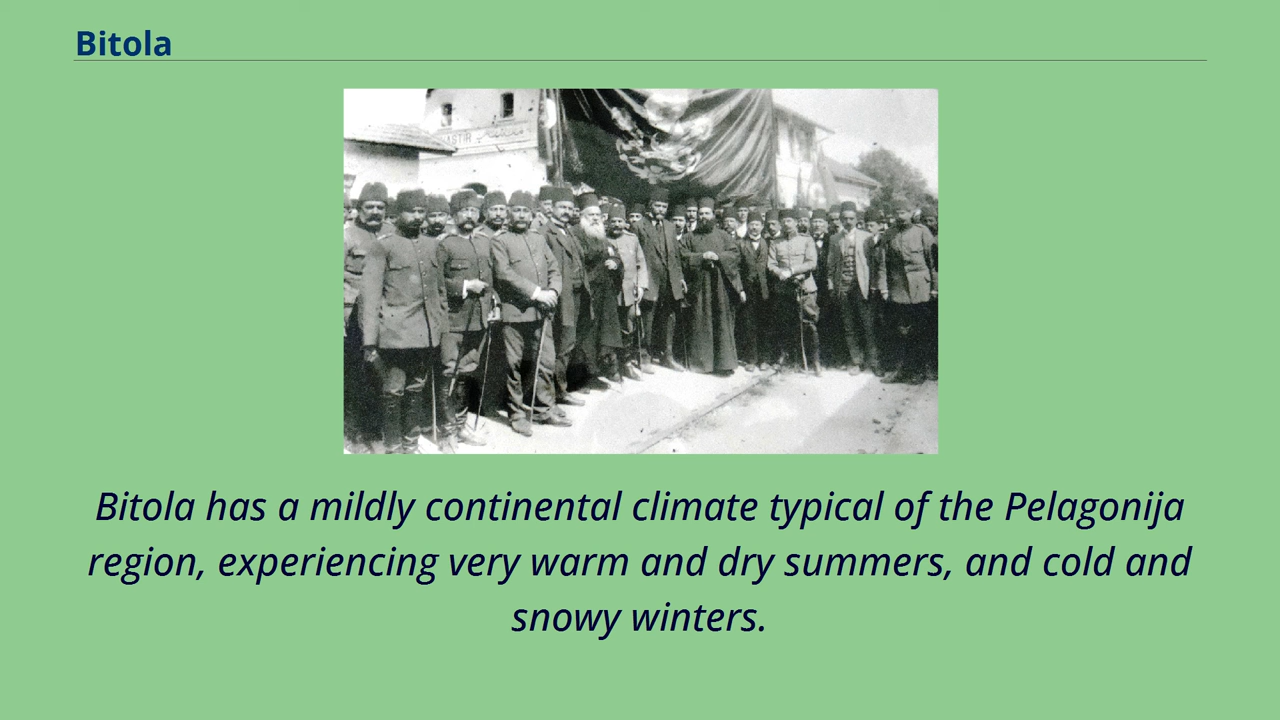 Bitola
Bitola has a mildly continental climate typical of the Pelagonija
region, experiencing very warm and dry summers, and cold and
snowy winters.